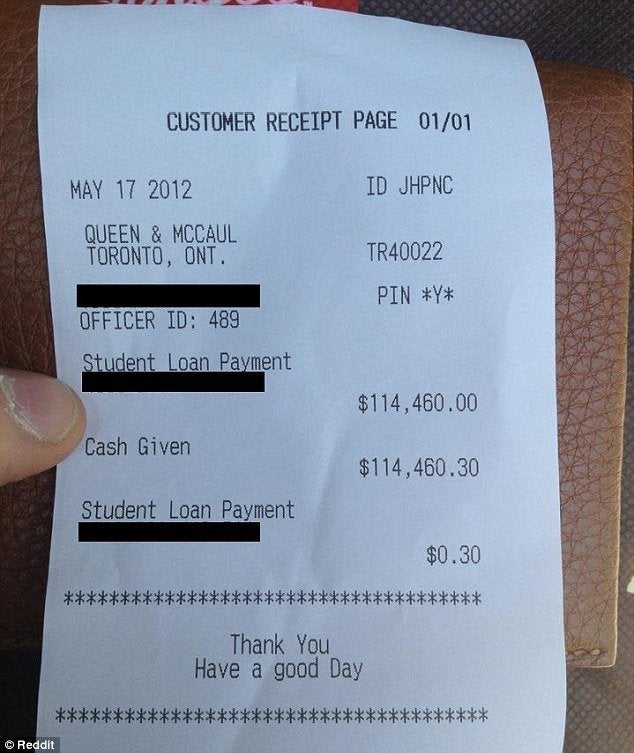 CUSTOMER RECEIPT PAGE 01/01
MAY 17 2012 ID JHPNC
QUEEN & MCCAUL
TORONTO, ONT. TR40022
PIN *Y*
OFFICER ID: 489
Student Loan Payment
$114,460.00
Cash Given
$114,460.30
Student Loan Payment
$0.30
*************************************
Thank You
Have a good Day
**************************************
© Reddit